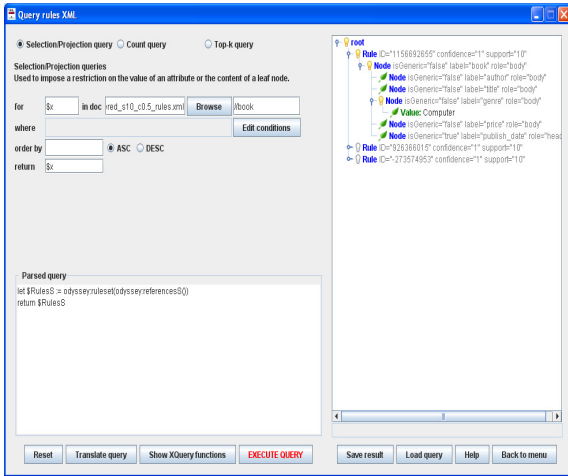 Query rules XML
Selection/Projection query Count query Top-k query
Selection/Projection queries
Used to impose a restriction on the value of an attribute or the content of a leaf node.
for $x in doc red_s10_c0.5_rules.xml Browse //book
where Edit conditions
order by ASC DESC
return $x
Parsed query
let $RulesS := odyssey:ruleset(odyssey:referencesS())
return $RulesS
Reset Translate query Show XQuery functions EXECUTE QUERY
root
Rule ID="1156692655" confidence="1" support="10"
Node isGeneric="false" label="book" role="body"
Node isGeneric="false" label="author" role="body"
Node isGeneric="false" label="title" role="body"
Node isGeneric="false" label="genre" role="body"
Value: Computer
Node isGeneric="false" label="price" role="body"
Node isGeneric="true" label="publish_date" role="head
Rule ID="926366015" confidence="1" support="10"
Rule ID="-273574953" confidence="1" support="10"
Save result Load query Help Back to menu